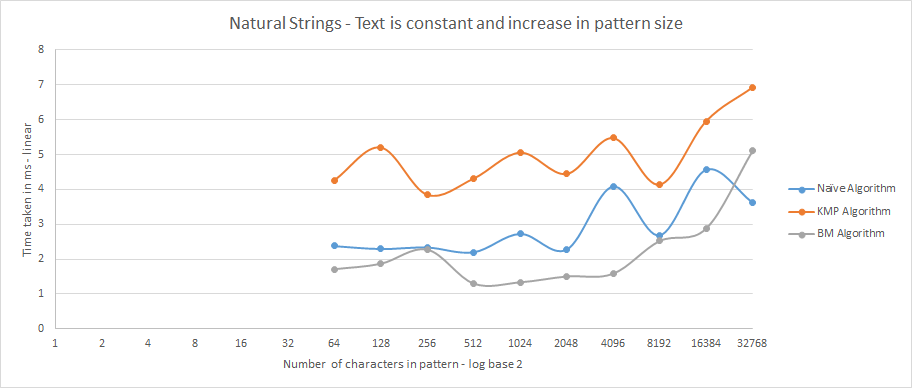 Natural Strings - Text is constant and increase in pattern size
8
7
6
5
4
3
2
1
0
Time taken in ms - linear
1 2 4 8 16 32 64 128 256 512 1024 2048 4096 8192 16384 32768
Number of characters in pattern - log base 2
Naïve Algorithm
KMP Algorithm
BM Algorithm